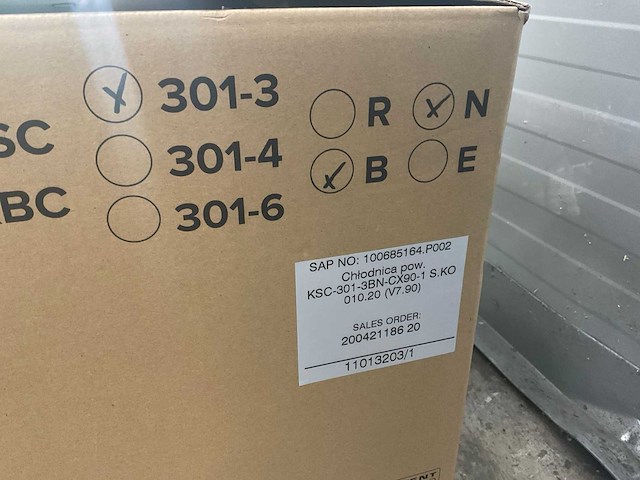 301-3
R
N
SC
301-4
B
E
BC
301-6
SAP NO: 100685164.P002
Chłodnica pow.
KSC-301-3BN-CX90-1 S.KO
010.20 (V7.90)
SALES ORDER:
200421186 20
11013203/1
ENT